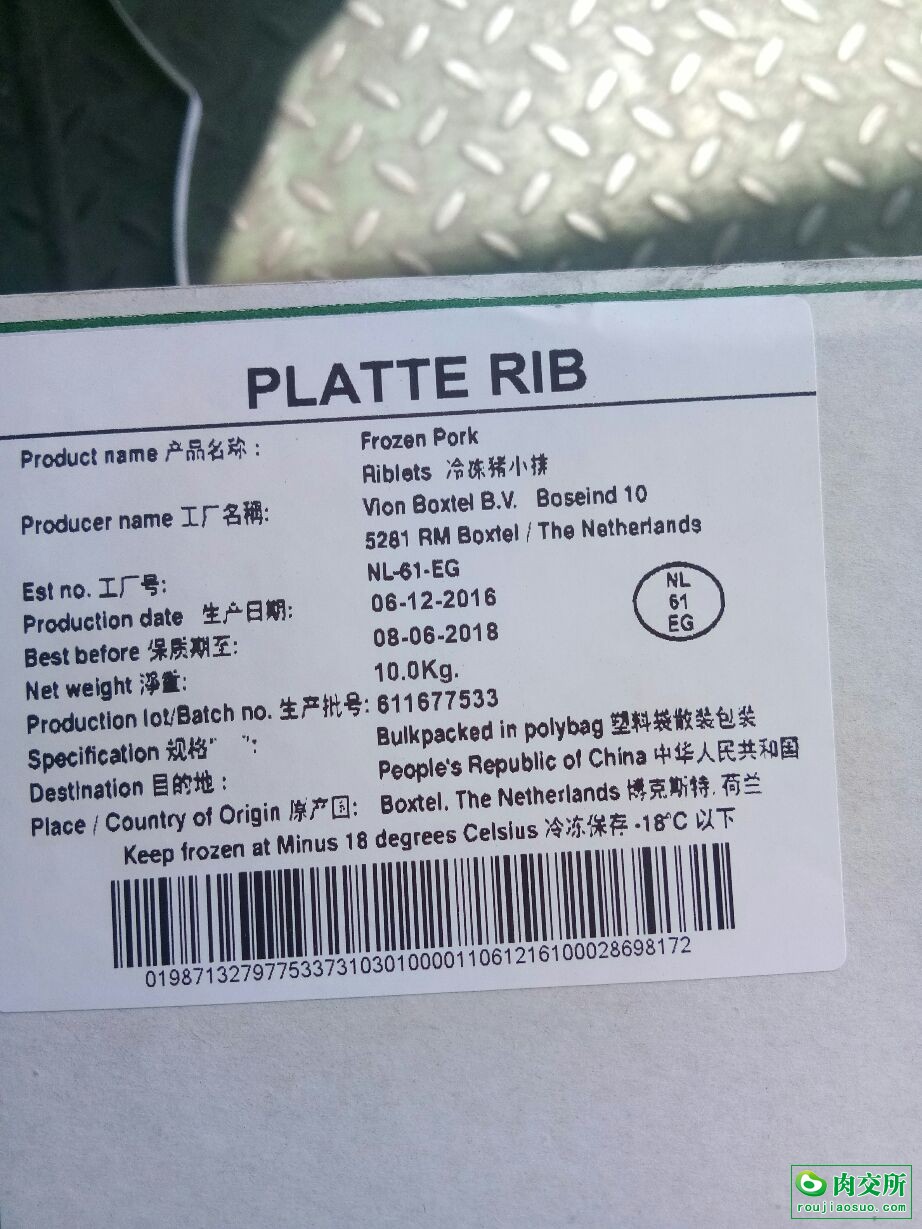 PLATTE RIB
Product name 产品名称: Frozen Pork
Riblets 冷冻猪小排
Producer name 工厂名稱: Vion Boxtel B.V. Boseind 10
5281 RM Boxtel / The Netherlands
Est no. 工厂号: NL-61-EG
Production date 生产日期: 06-12-2016
Best before 保质期至: 08-06-2018
Net weight 淨重: 10.0Kg.
Production lot/Batch no. 生产批号: 611677533
Specification 规格" ": Bulkpacked in polybag 塑料袋散装包装
Destination 目的地: People's Republic of China 中华人民共和国
Place / Country of Origin 原产国: Boxtel, The Netherlands 博克斯特, 荷兰
Keep frozen at Minus 18 degrees Celsius 冷冻保存 -18°C 以下
NL
61
EG
0198713279775337310301000011061216100028698172
肉交所
roujiaosuo.com